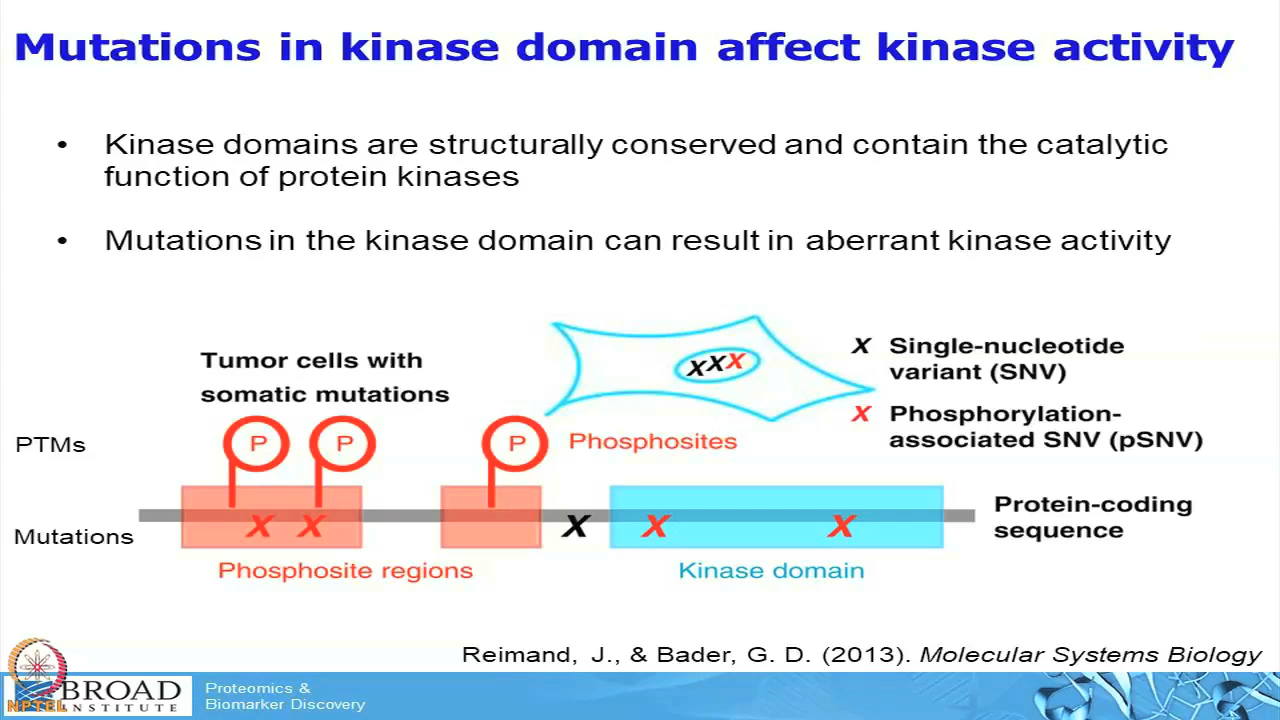 Mutations in kinase domain affect kinase activity
• Kinase domains are structurally conserved and contain the catalytic
function of protein kinases
• Mutations in the kinase domain can result in aberrant kinase activity
Tumor cells with
somatic mutations
X X X
X Single-nucleotide
variant (SNV)
X Phosphorylation-
associated SNV (pSNV)
PTMs
P P P
Phosphosites
Mutations
X X X X X
Protein-coding
sequence
Phosphosite regions
Kinase domain
Reimand, J., & Bader, G. D. (2013). Molecular Systems Biology
NPTEL
BROAD
INSTITUTE
Proteomics &
Biomarker Discovery